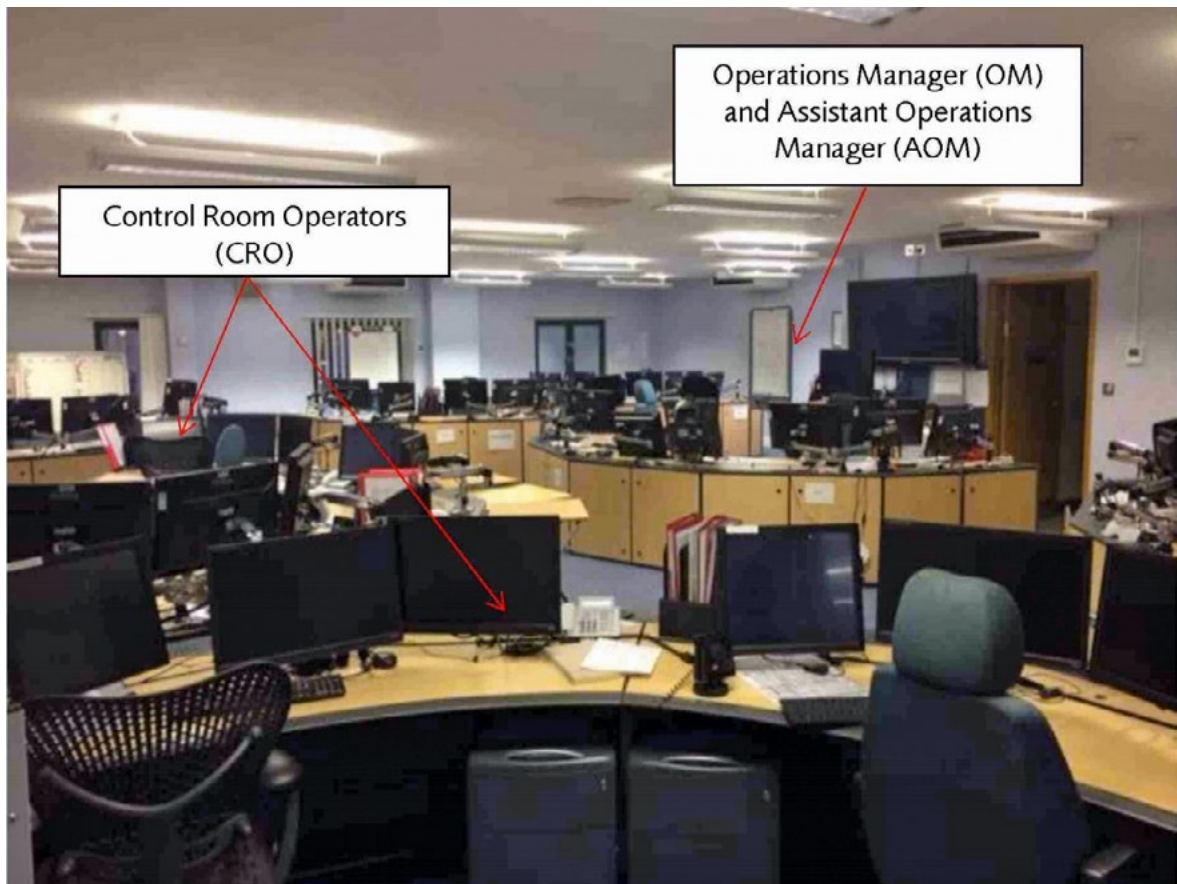 Operations Manager (OM)
and Assistant Operations
Manager (AOM)
Control Room Operators
(CRO)